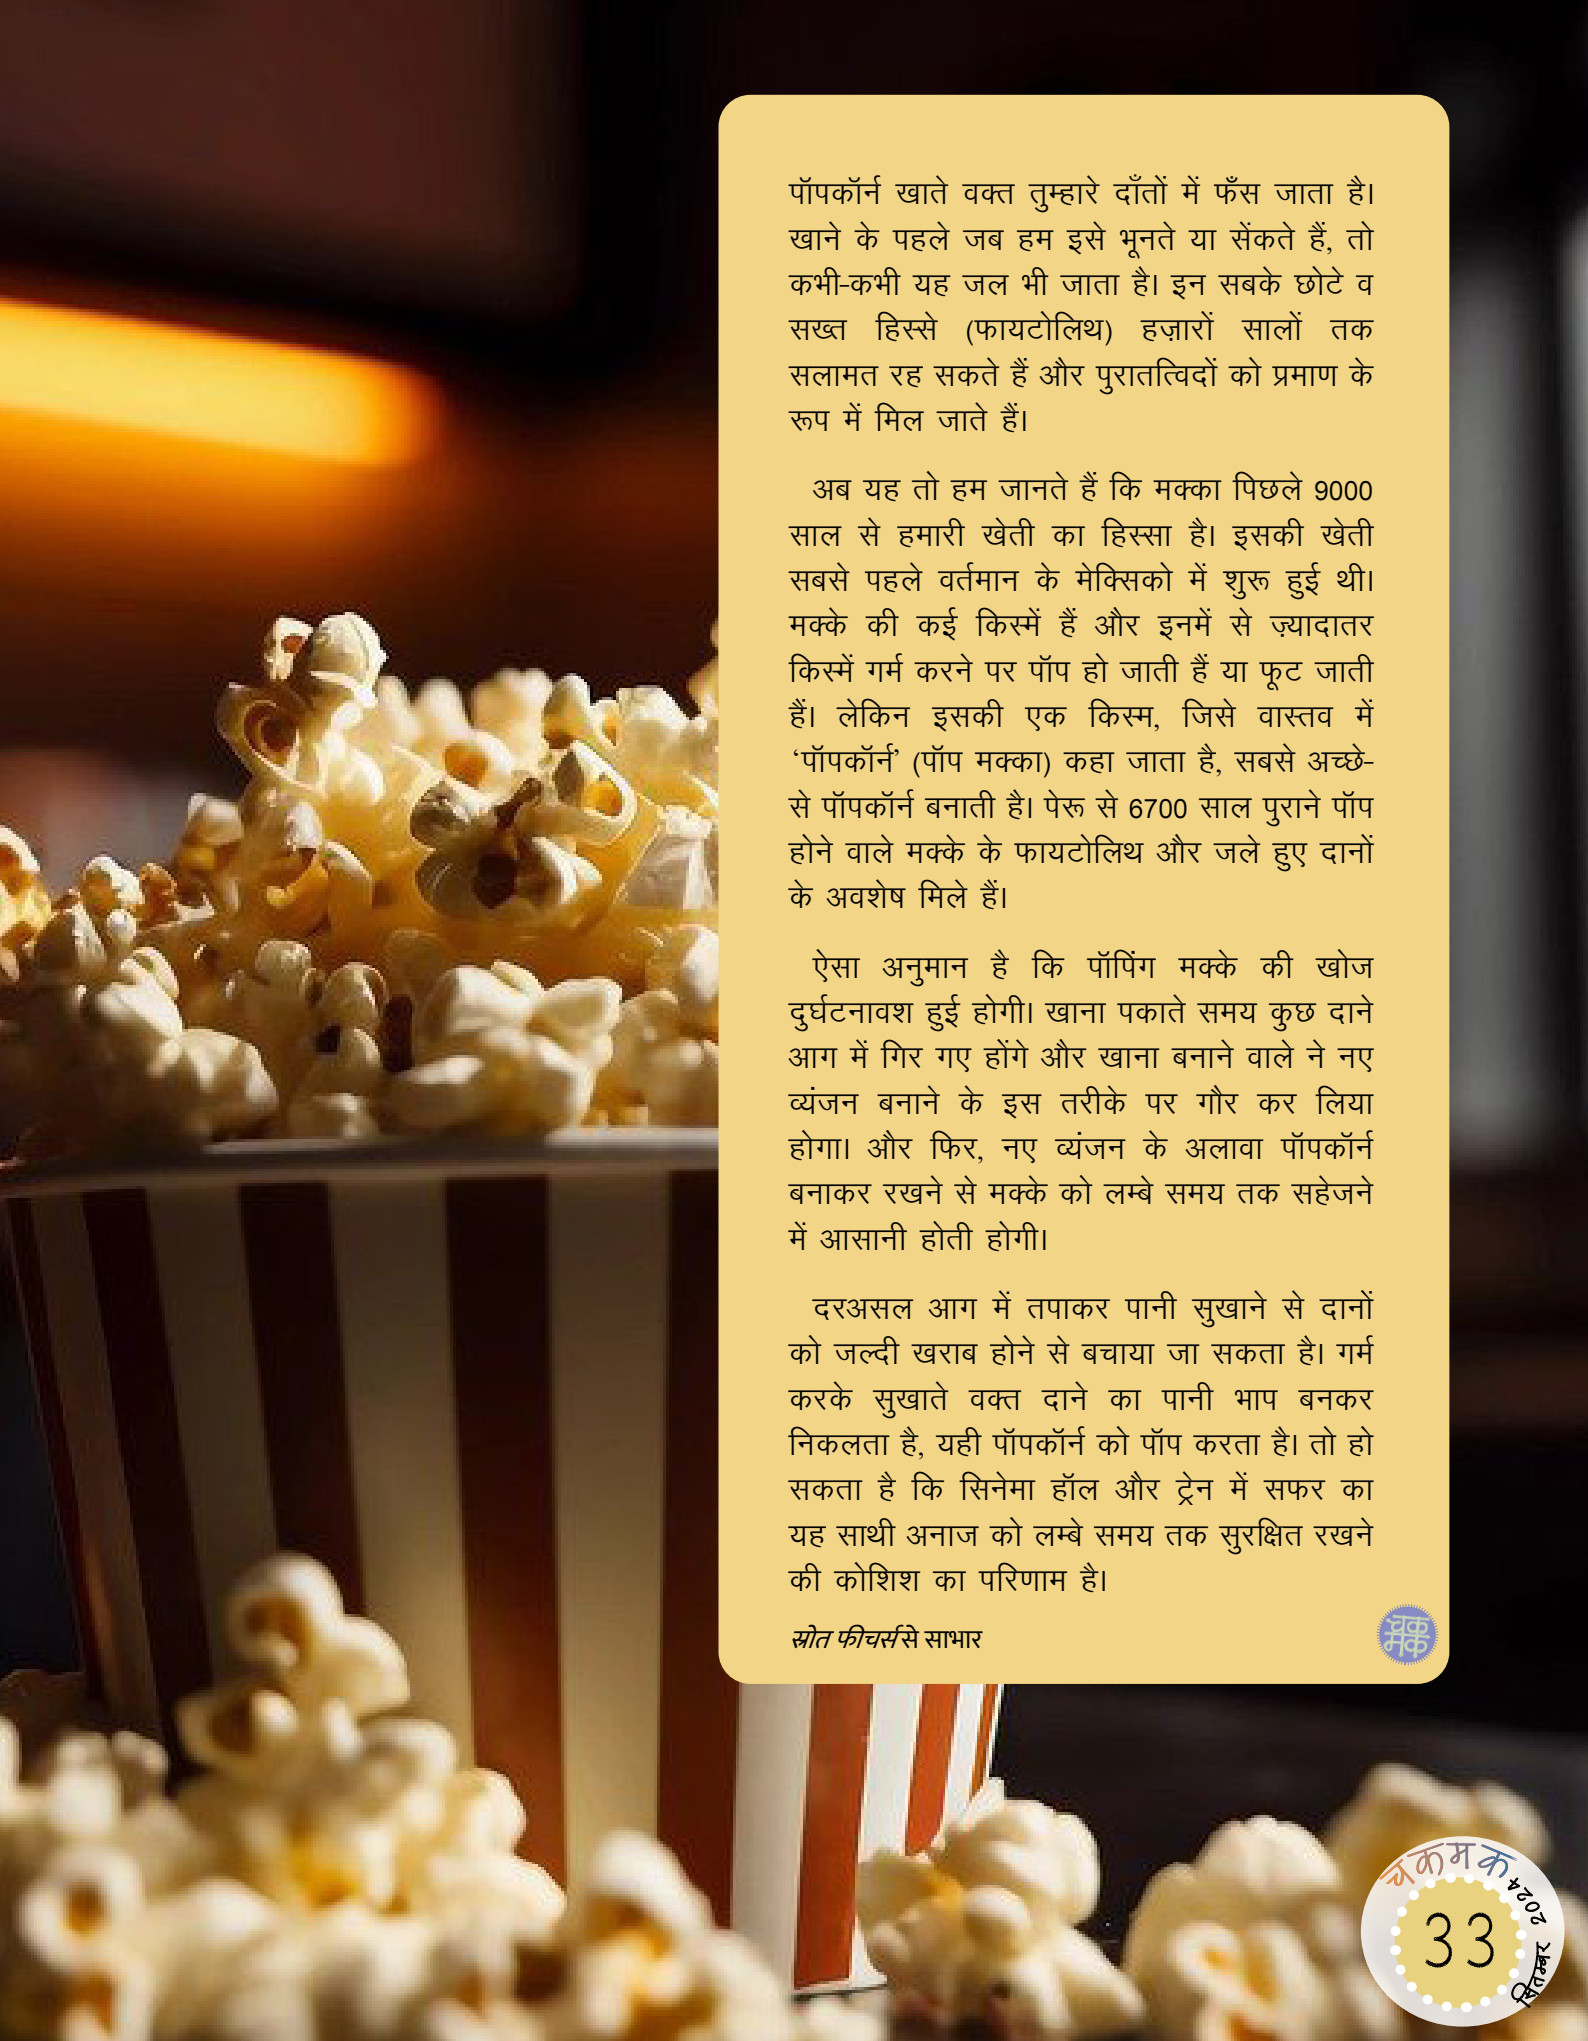 पॉपकॉर्न खाते वक्त तुम्हारे दाँतों में फँस जाता है।
खाने के पहले जब हम इसे भूनते या सेंकते हैं, तो
कभी-कभी यह जल भी जाता है। इन सबके छोटे व
सख्त हिस्से (फायटोलिथ) हज़ारों सालों तक
सलामत रह सकते हैं और पुरातत्विदों को प्रमाण के
रूप में मिल जाते हैं।
अब यह तो हम जानते हैं कि मक्का पिछले 9000
साल से हमारी खेती का हिस्सा है। इसकी खेती
सबसे पहले वर्तमान के मेक्सिको में शुरू हुई थी।
मक्के की कई किस्में हैं और इनमें से ज़्यादातर
किस्में गर्म करने पर पॉप हो जाती हैं या फूट जाती
हैं। लेकिन इसकी एक किस्म, जिसे वास्तव में
‘पॉपकॉर्न’ (पॉप मक्का) कहा जाता है, सबसे अच्छे-
से पॉपकॉर्न बनाती है। पेरू से 6700 साल पुराने पॉप
होने वाले मक्के के फायटोलिथ और जले हुए दानों
के अवशेष मिले हैं।
ऐसा अनुमान है कि पॉपिंग मक्के की खोज
दुर्घटनावश हुई होगी। खाना पकाते समय कुछ दाने
आग में गिर गए होंगे और खाना बनाने वाले ने नए
व्यंजन बनाने के इस तरीके पर गौर कर लिया
होगा। और फिर, नए व्यंजन के अलावा पॉपकॉर्न
बनाकर रखने से मक्के को लम्बे समय तक सहेजने
में आसानी होती होगी।
दरअसल आग में तपाकर पानी सुखाने से दानों
को जल्दी खराब होने से बचाया जा सकता है। गर्म
करके सुखाते वक्त दाने का पानी भाप बनकर
निकलता है, यही पॉपकॉर्न को पॉप करता है। तो हो
सकता है कि सिनेमा हॉल और ट्रेन में सफर का
यह साथी अनाज को लम्बे समय तक सुरक्षित रखने
की कोशिश का परिणाम है।
स्रोत फीचर्स से साभार
चक
मक
चकमक
सितम्बर 2024
33